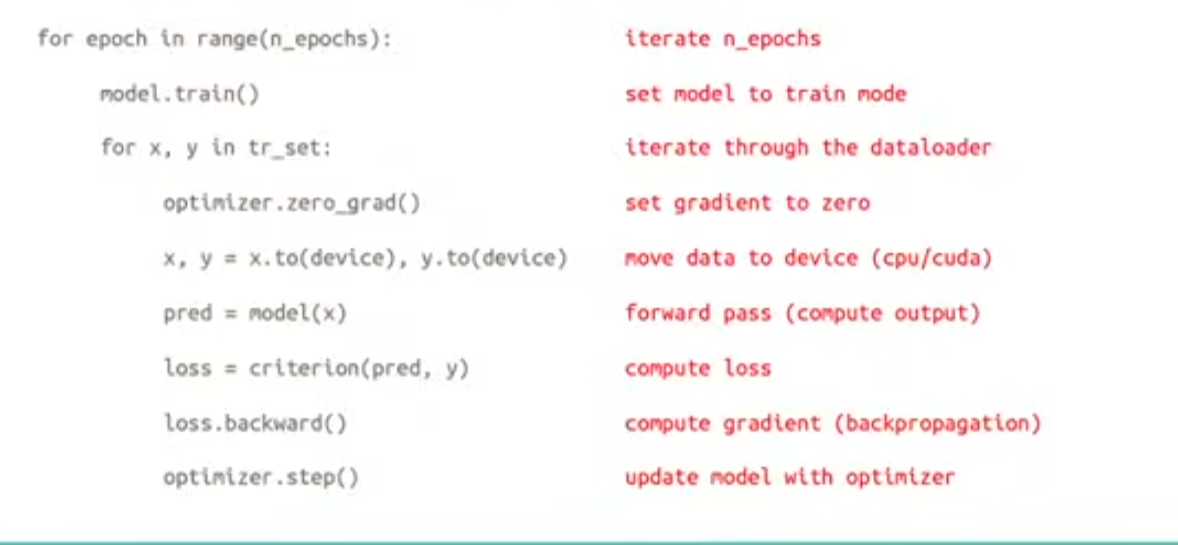 for epoch in range(n_epochs): iterate n_epochs
model.train() set model to train mode
for x, y in tr_set: iterate through the dataloader
optimizer.zero_grad() set gradient to zero
x, y = x.to(device), y.to(device) move data to device (cpu/cuda)
pred = model(x) forward pass (compute output)
loss = criterion(pred, y) compute loss
loss.backward() compute gradient (backpropagation)
optimizer.step() update model with optimizer